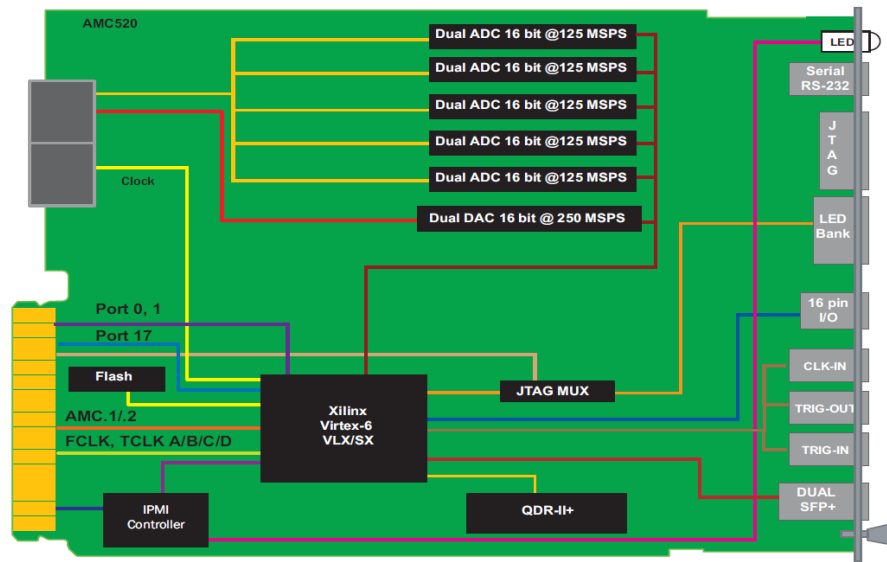 AMC520
Dual ADC 16 bit @125 MSPS
Dual ADC 16 bit @125 MSPS
Dual ADC 16 bit @125 MSPS
Dual ADC 16 bit @125 MSPS
Dual ADC 16 bit @125 MSPS
Dual DAC 16 bit @ 250 MSPS
Clock
LED
Serial
RS-232
J
T
A
G
LED
Bank
16 pin
I/O
CLK-IN
TRIG-OUT
TRIG-IN
DUAL
SFP+
Port 0, 1
Port 17
Flash
AMC.1/.2
FCLK, TCLK A/B/C/D
Xilinx
Virtex-6
VLX/SX
JTAG MUX
IPMI
Controller
QDR-II+